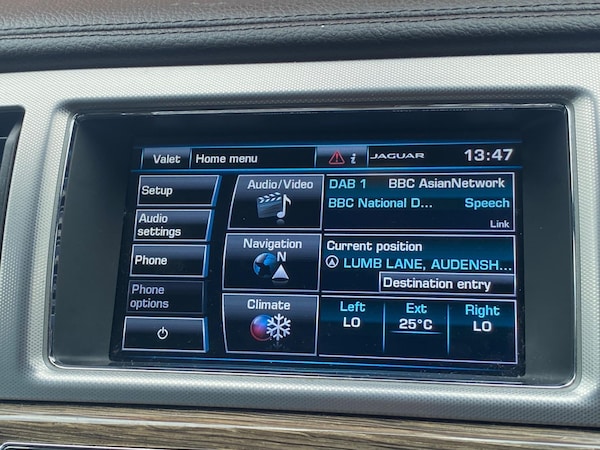 Valet
Home menu
i
JAGUAR
13:47
Setup
Audio
settings
Phone
Phone
options
Audio/Video
DAB 1 BBC AsianNetwork
BBC National D... Speech
Link
Navigation
N
Current position
LUMB LANE, AUDENSH...
Destination entry
Climate
Left Ext Right
LO 25°C LO